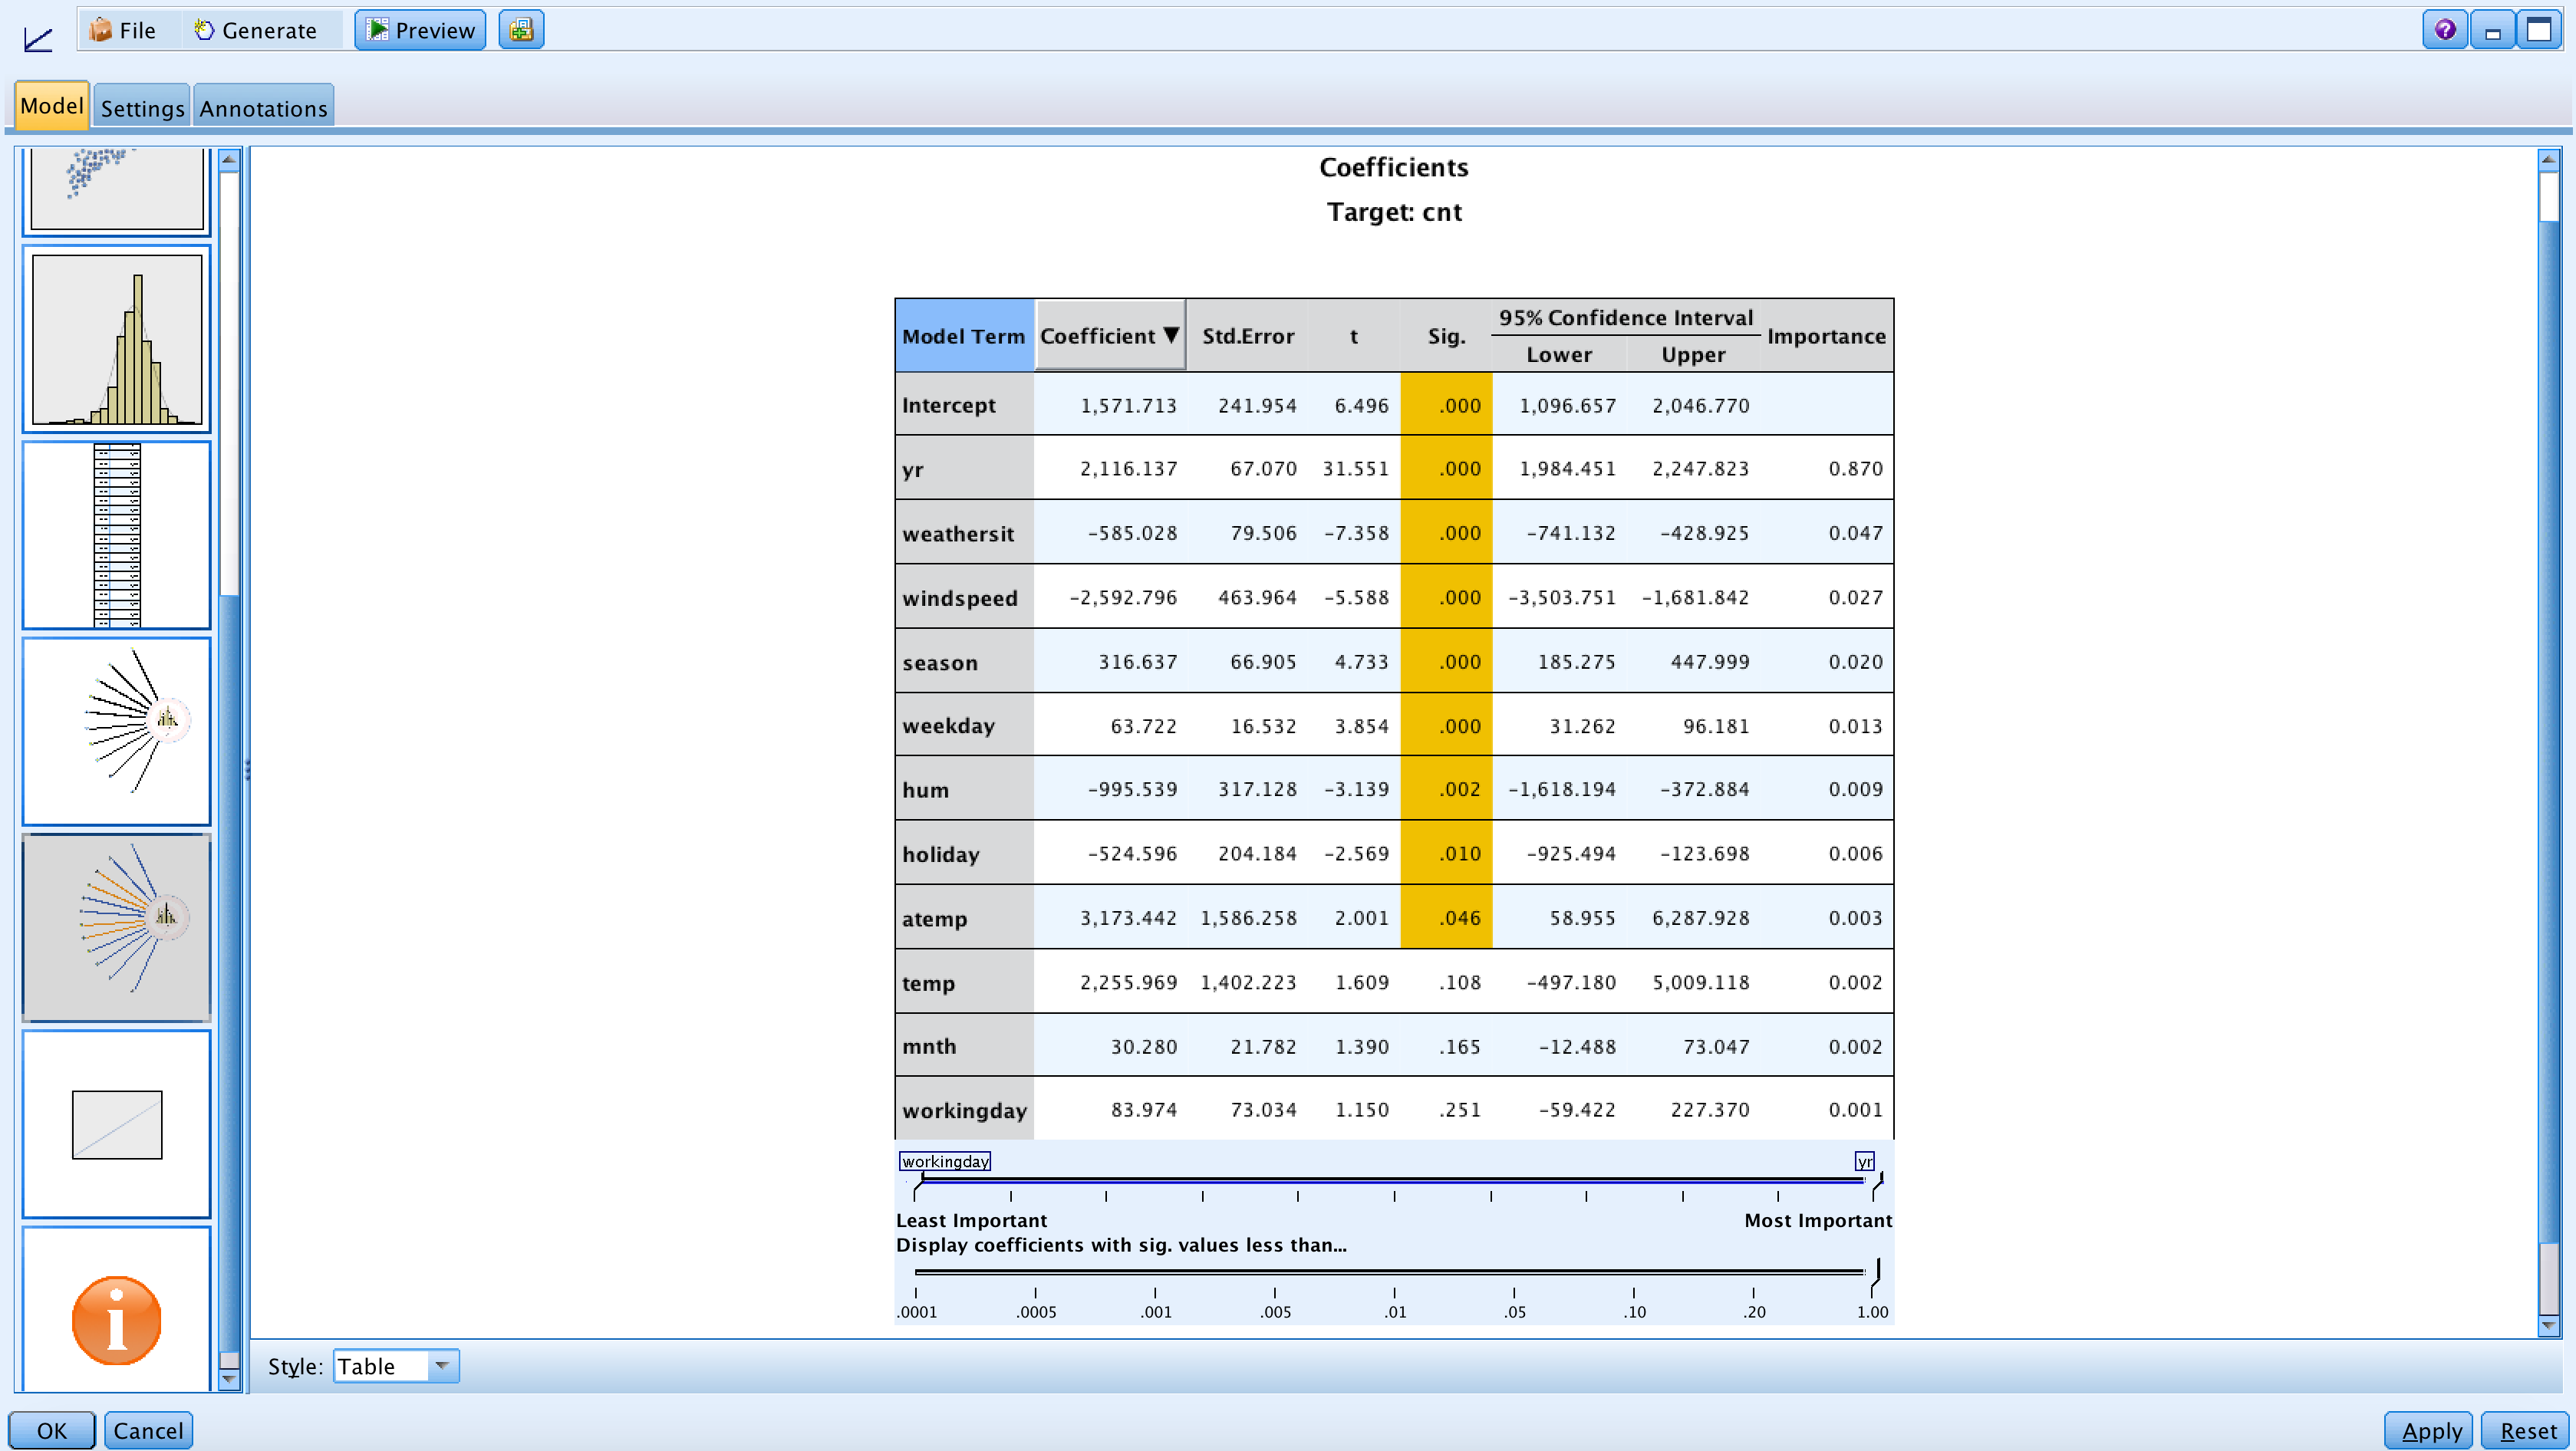 File Generate Preview
Model Settings Annotations
Coefficients
Target: cnt
Model Term Coefficient ▼ Std.Error t Sig. 95% Confidence Interval Importance
Lower Upper
Intercept 1,571.713 241.954 6.496 .000 1,096.657 2,046.770
yr 2,116.137 67.070 31.551 .000 1,984.451 2,247.823 0.870
weathersit −585.028 79.506 −7.358 .000 −741.132 −428.925 0.047
windspeed −2,592.796 463.964 −5.588 .000 −3,503.751 −1,681.842 0.027
season 316.637 66.905 4.733 .000 185.275 447.999 0.020
weekday 63.722 16.532 3.854 .000 31.262 96.181 0.013
hum −995.539 317.128 −3.139 .002 −1,618.194 −372.884 0.009
holiday −524.596 204.184 −2.569 .010 −925.494 −123.698 0.006
atemp 3,173.442 1,586.258 2.001 .046 58.955 6,287.928 0.003
temp 2,255.969 1,402.223 1.609 .108 −497.180 5,009.118 0.002
mnth 30.280 21.782 1.390 .165 −12.488 73.047 0.002
workingday 83.974 73.034 1.150 .251 −59.422 227.370 0.001
workingday yr
Least Important Most Important
Display coefficients with sig. values less than...
.0001 .0005 .001 .005 .01 .05 .10 .20 1.00
Style: Table
OK Cancel Apply Reset